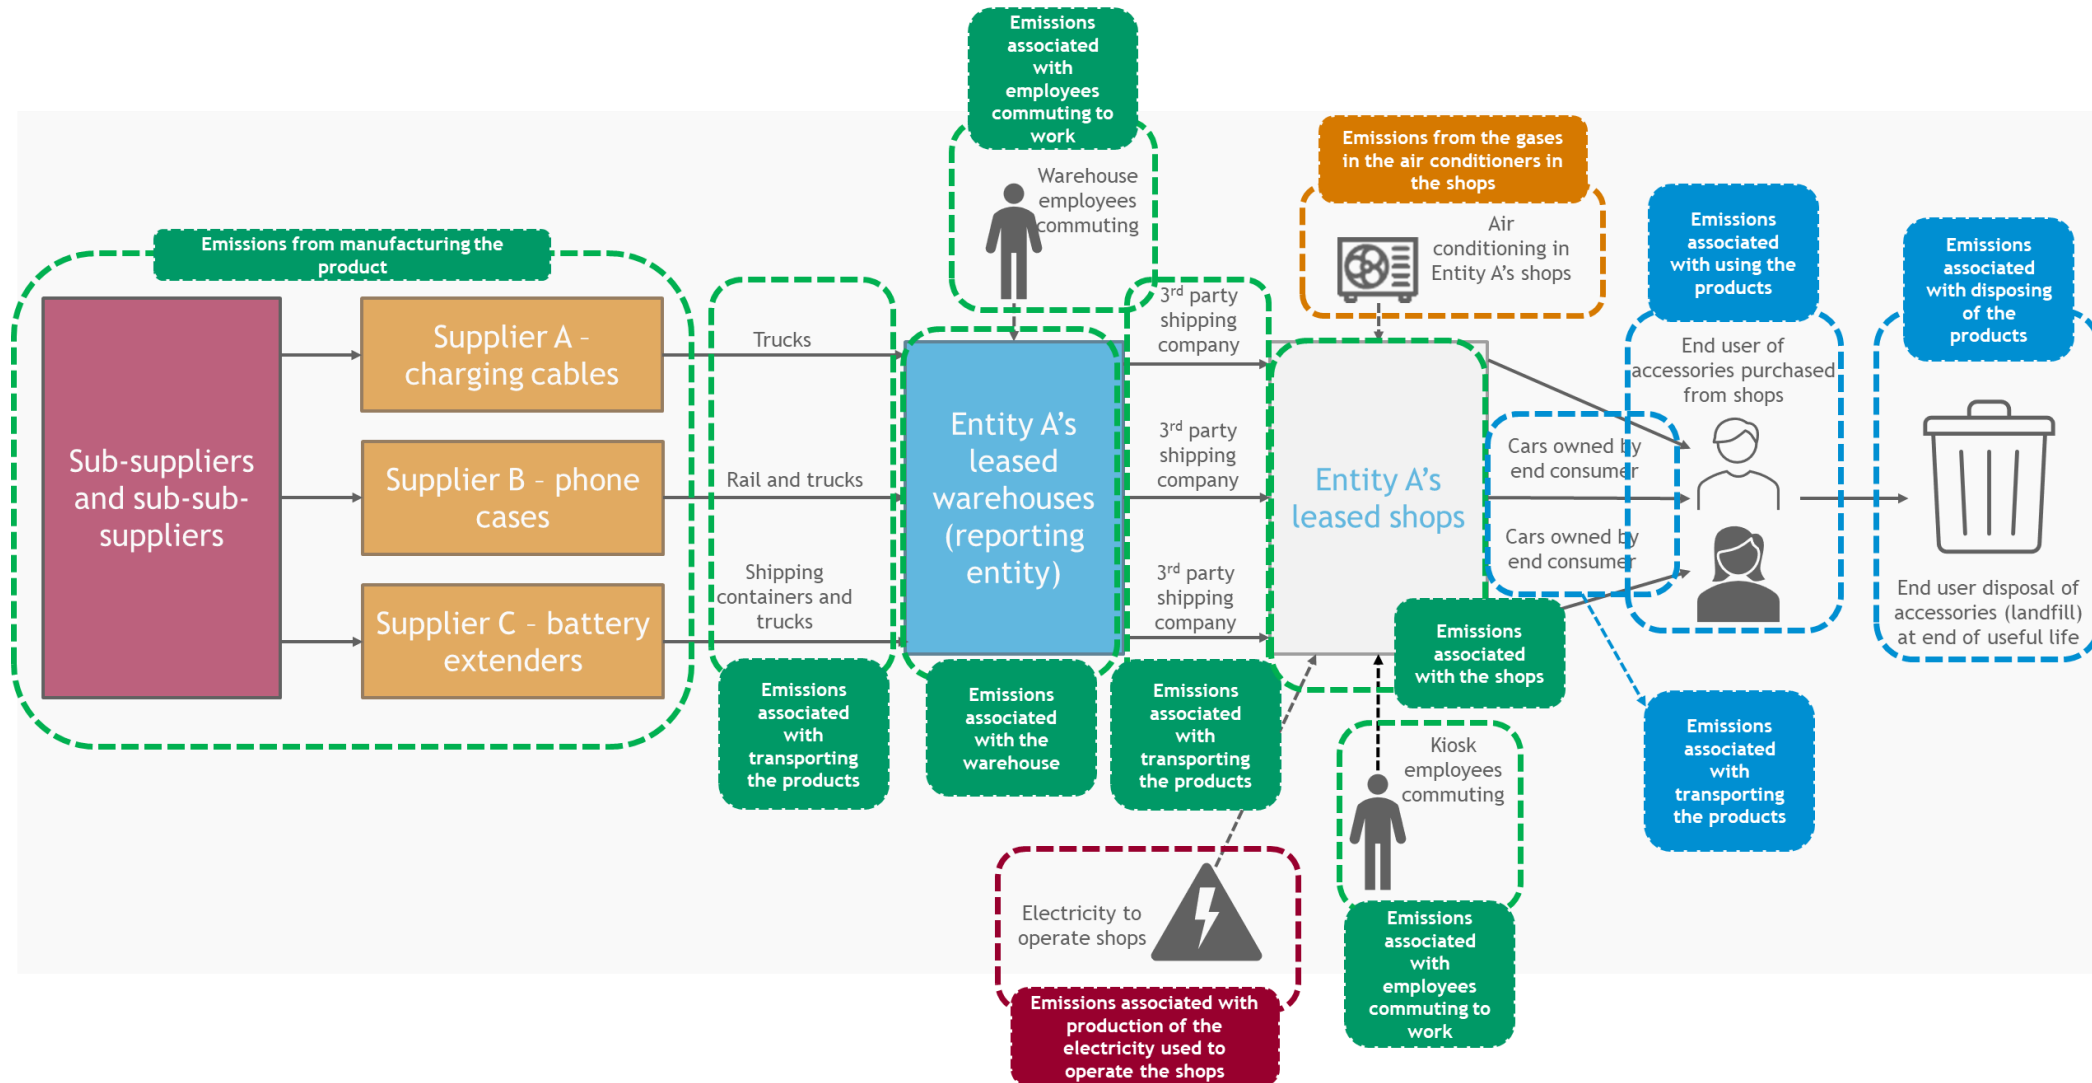 Emissions
associated
with
employees
commuting to
work
Warehouse
employees
commuting
Emissions from the gases
in the air conditioners in
the shops
Air
conditioning in
Entity A's shops
Emissions
associated
with using the
products
Emissions
associated
with disposing
of the
products
Emissions from manufacturing the
product
Sub-suppliers
and sub-sub-
suppliers
Supplier A –
charging cables
Supplier B – phone
cases
Supplier C – battery
extenders
Trucks
Rail and trucks
Shipping
containers and
trucks
Emissions
associated
with
transporting
the products
Entity A's
leased
warehouses
(reporting
entity)
Emissions
associated
with the
warehouse
3rd party
shipping
company
3rd party
shipping
company
3rd party
shipping
company
Emissions
associated
with
transporting
the products
Entity A's
leased shops
Emissions
associated
with the shops
Cars owned by
end consumer
Cars owned by
end consumer
End user of
accessories purchased
from shops
End user disposal of
accessories (landfill)
at end of useful life
Emissions
associated
with
transporting
the products
Kiosk
employees
commuting
Emissions
associated
with
employees
commuting to
work
Electricity to
operate shops
Emissions associated with
production of the
electricity used to
operate the shops